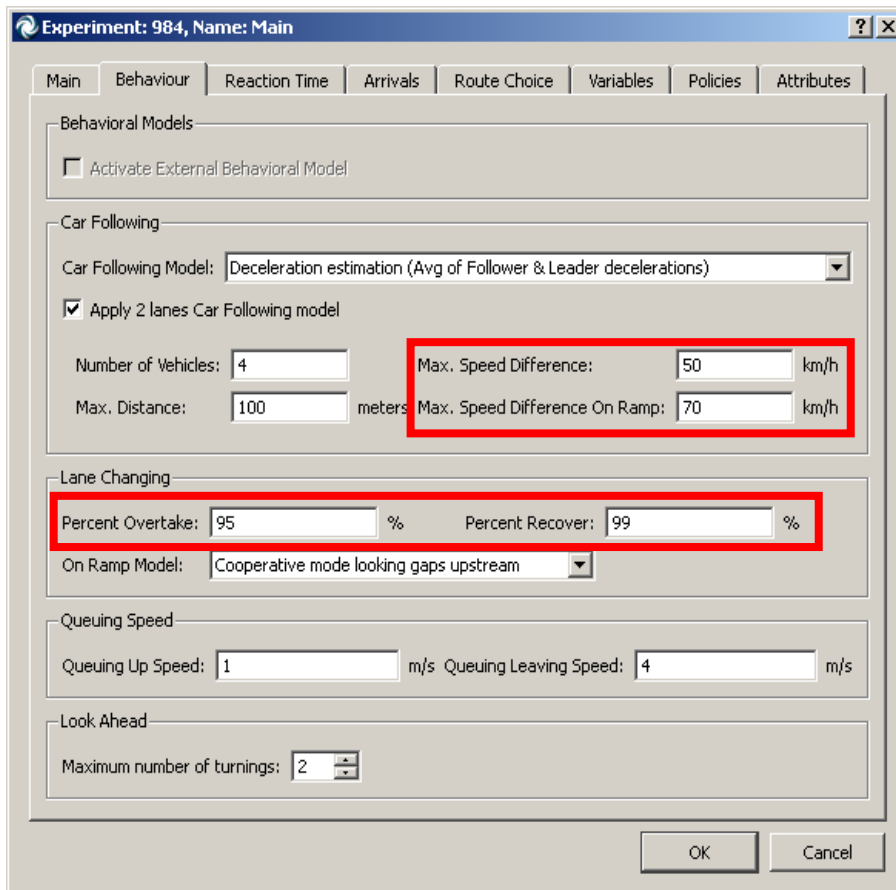 Experiment: 984, Name: Main
Main Behaviour Reaction Time Arrivals Route Choice Variables Policies Attributes
Behavioral Models
Activate External Behavioral Model
Car Following
Car Following Model: Deceleration estimation (Avg of Follower & Leader decelerations)
Apply 2 lanes Car Following model
Number of Vehicles: 4 Max. Speed Difference: 50 km/h
Max. Distance: 100 meters Max. Speed Difference On Ramp: 70 km/h
Lane Changing
Percent Overtake: 95 % Percent Recover: 99 %
On Ramp Model: Cooperative mode looking gaps upstream
Queuing Speed
Queuing Up Speed: 1 m/s Queuing Leaving Speed: 4 m/s
Look Ahead
Maximum number of turnings: 2
OK Cancel